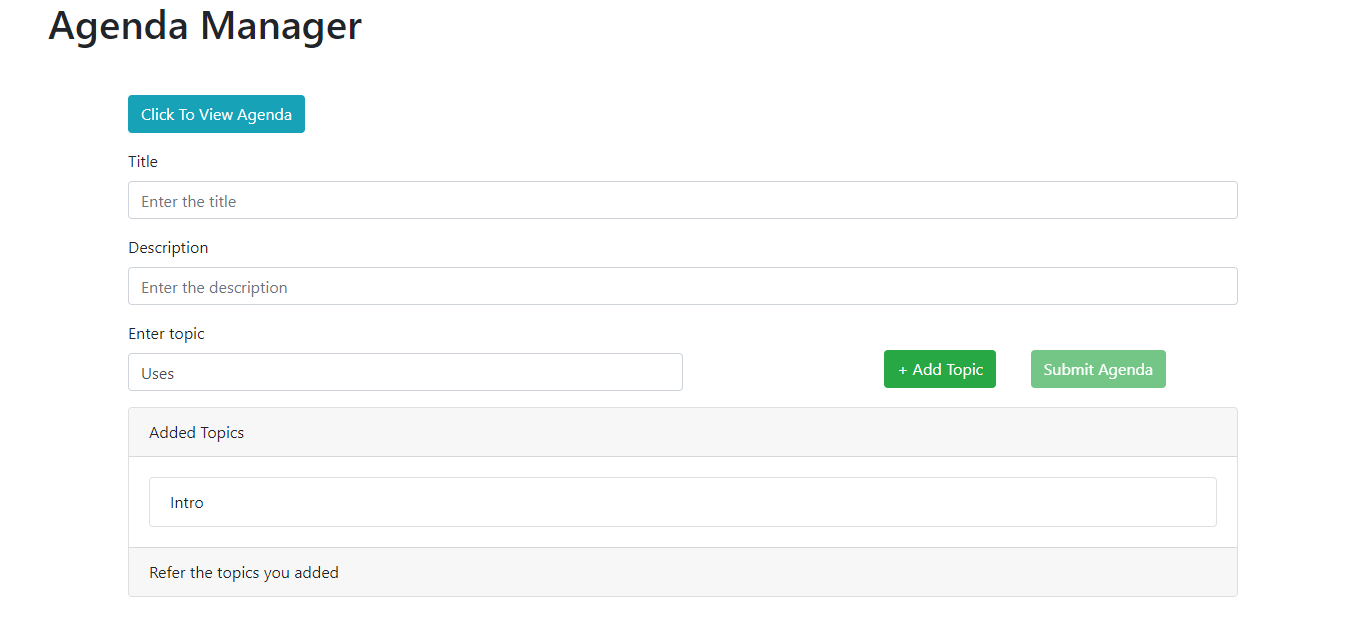 Agenda Manager
Click To View Agenda
Title
Enter the title
Description
Enter the description
Enter topic
Uses
+ Add Topic
Submit Agenda
Added Topics
Intro
Refer the topics you added